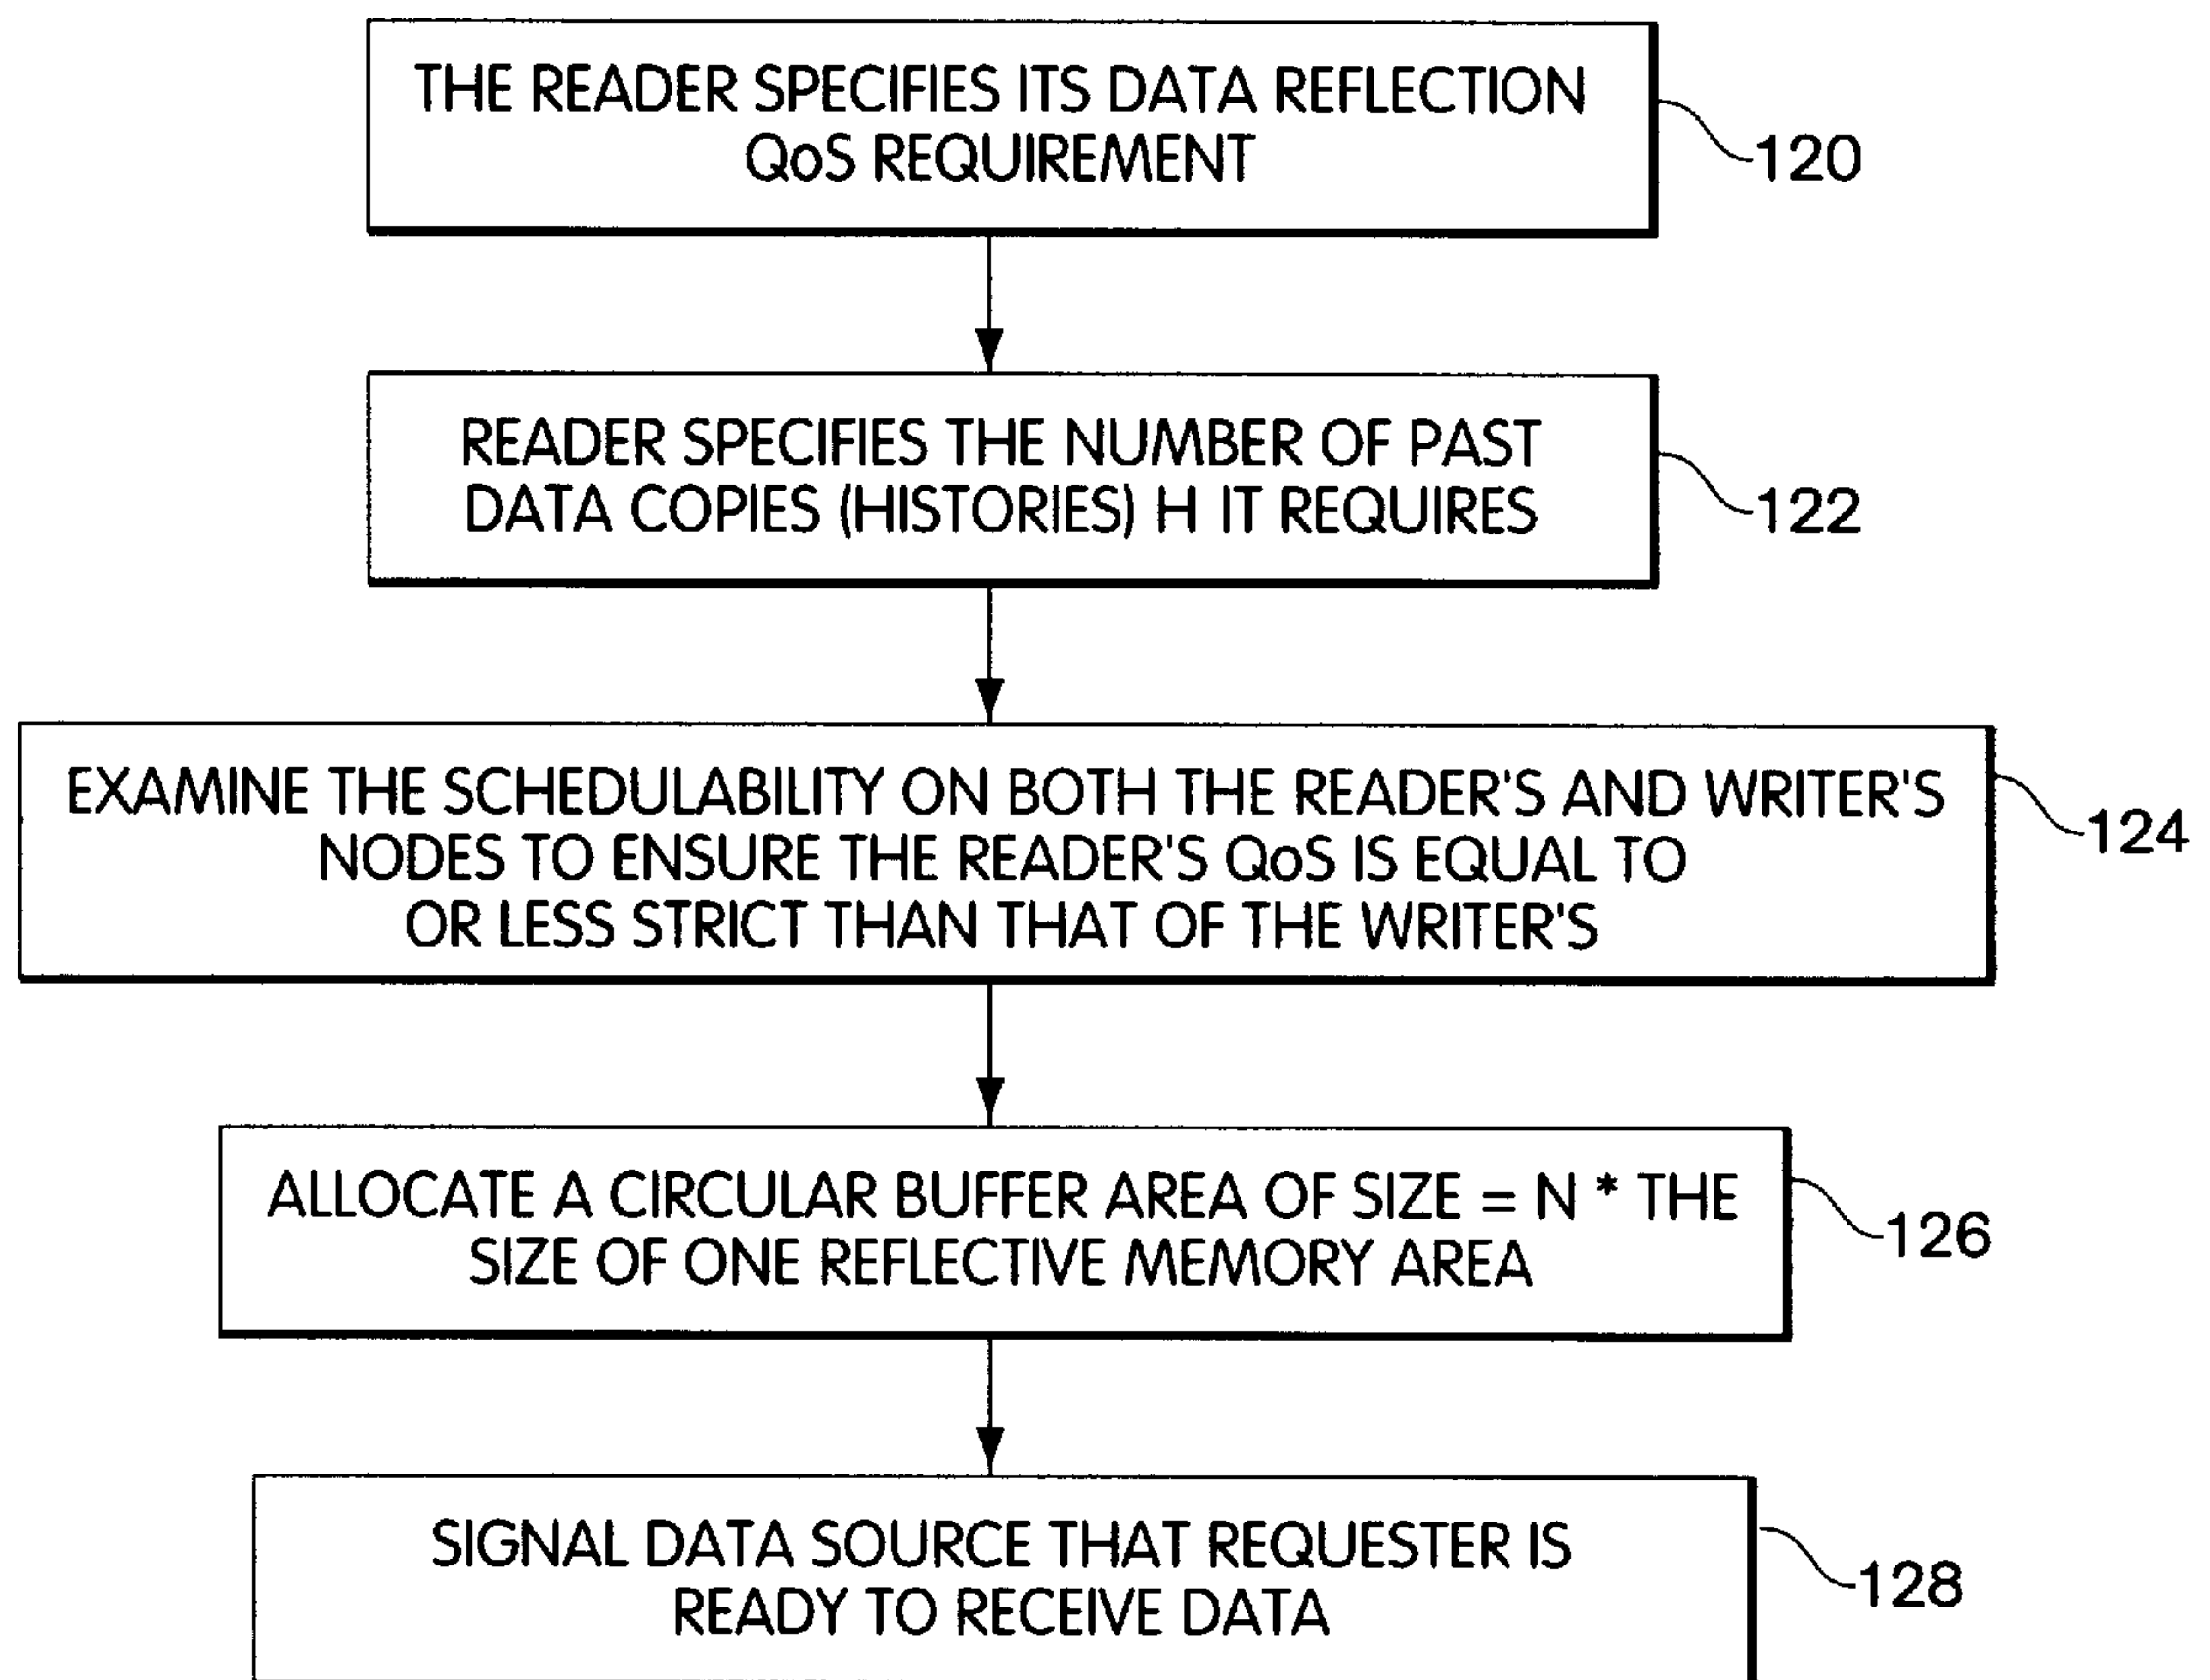 THE READER SPECIFIES ITS DATA REFLECTION
QoS REQUIREMENT
120
READER SPECIFIES THE NUMBER OF PAST
DATA COPIES (HISTORIES) H IT REQUIRES
122
EXAMINE THE SCHEDULABILITY ON BOTH THE READER'S AND WRITER'S
NODES TO ENSURE THE READER'S QoS IS EQUAL TO
OR LESS STRICT THAN THAT OF THE WRITER'S
124
ALLOCATE A CIRCULAR BUFFER AREA OF SIZE = N * THE
SIZE OF ONE REFLECTIVE MEMORY AREA
126
SIGNAL DATA SOURCE THAT REQUESTER IS
READY TO RECEIVE DATA
128